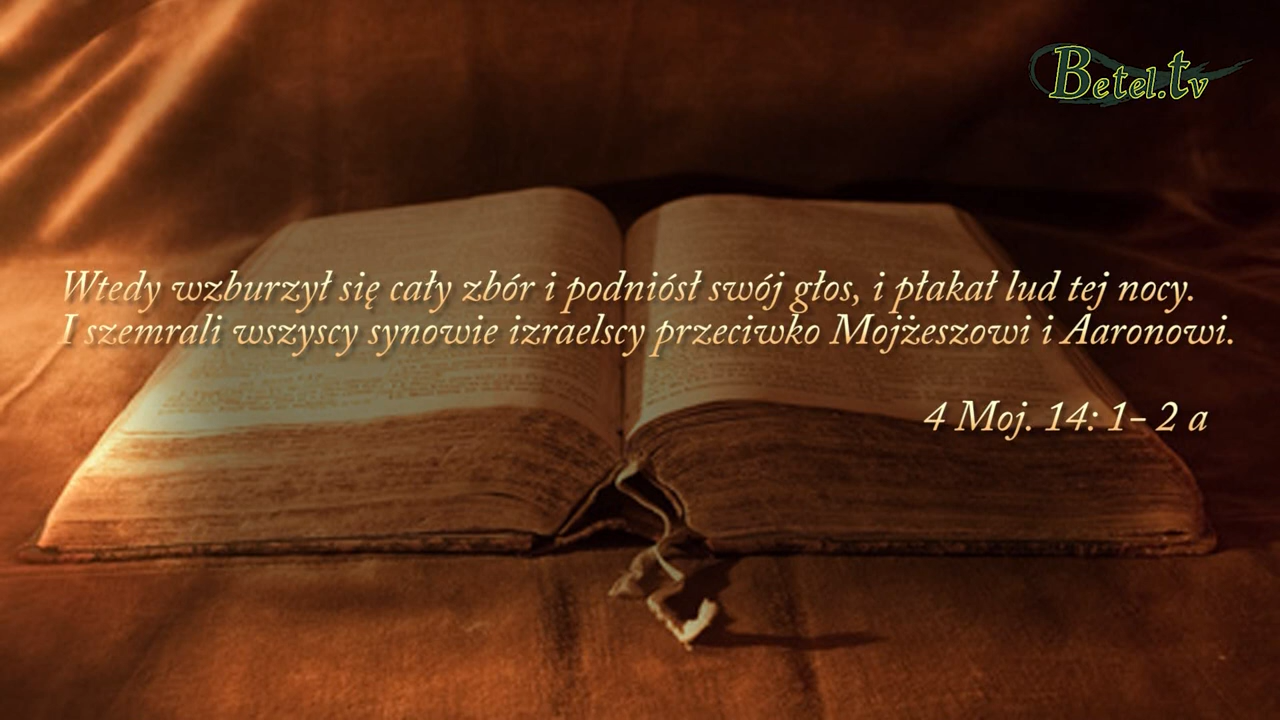 Betel.tv
Wtedy wzburzył się cały zbór i podniósł swój głos, i płakał lud tej nocy.
I szemrali wszyscy synowie izraelscy przeciwko Mojżeszowi i Aaronowi.
4 Moj. 14: 1- 2 a